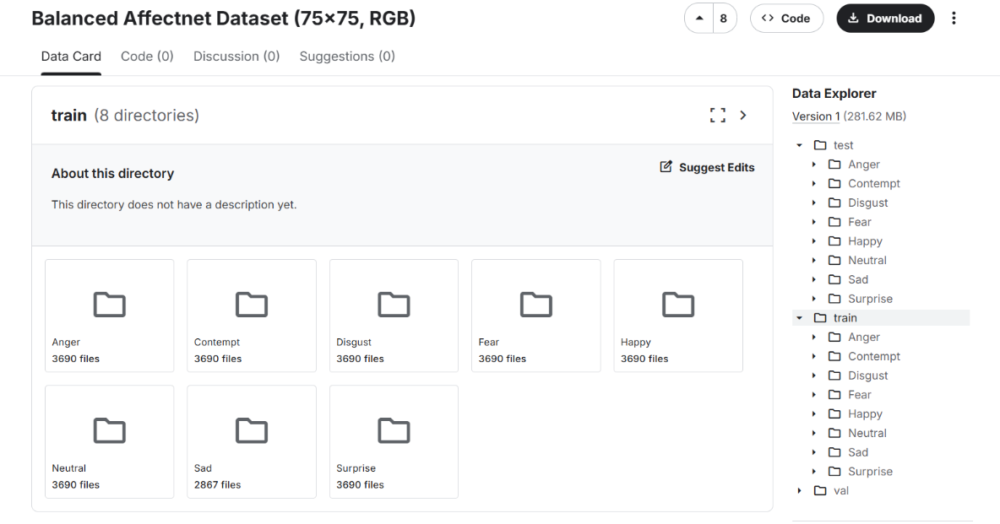 Balanced Affectnet Dataset (75×75, RGB)
8
Code
Download
Data Card
Code (0)
Discussion (0)
Suggestions (0)
train (8 directories)
About this directory
Suggest Edits
This directory does not have a description yet.
Anger
3690 files
Contempt
3690 files
Disgust
3690 files
Fear
3690 files
Happy
3690 files
Neutral
3690 files
Sad
2867 files
Surprise
3690 files
Data Explorer
Version 1 (281.62 MB)
test
Anger
Contempt
Disgust
Fear
Happy
Neutral
Sad
Surprise
train
Anger
Contempt
Disgust
Fear
Happy
Neutral
Sad
Surprise
val